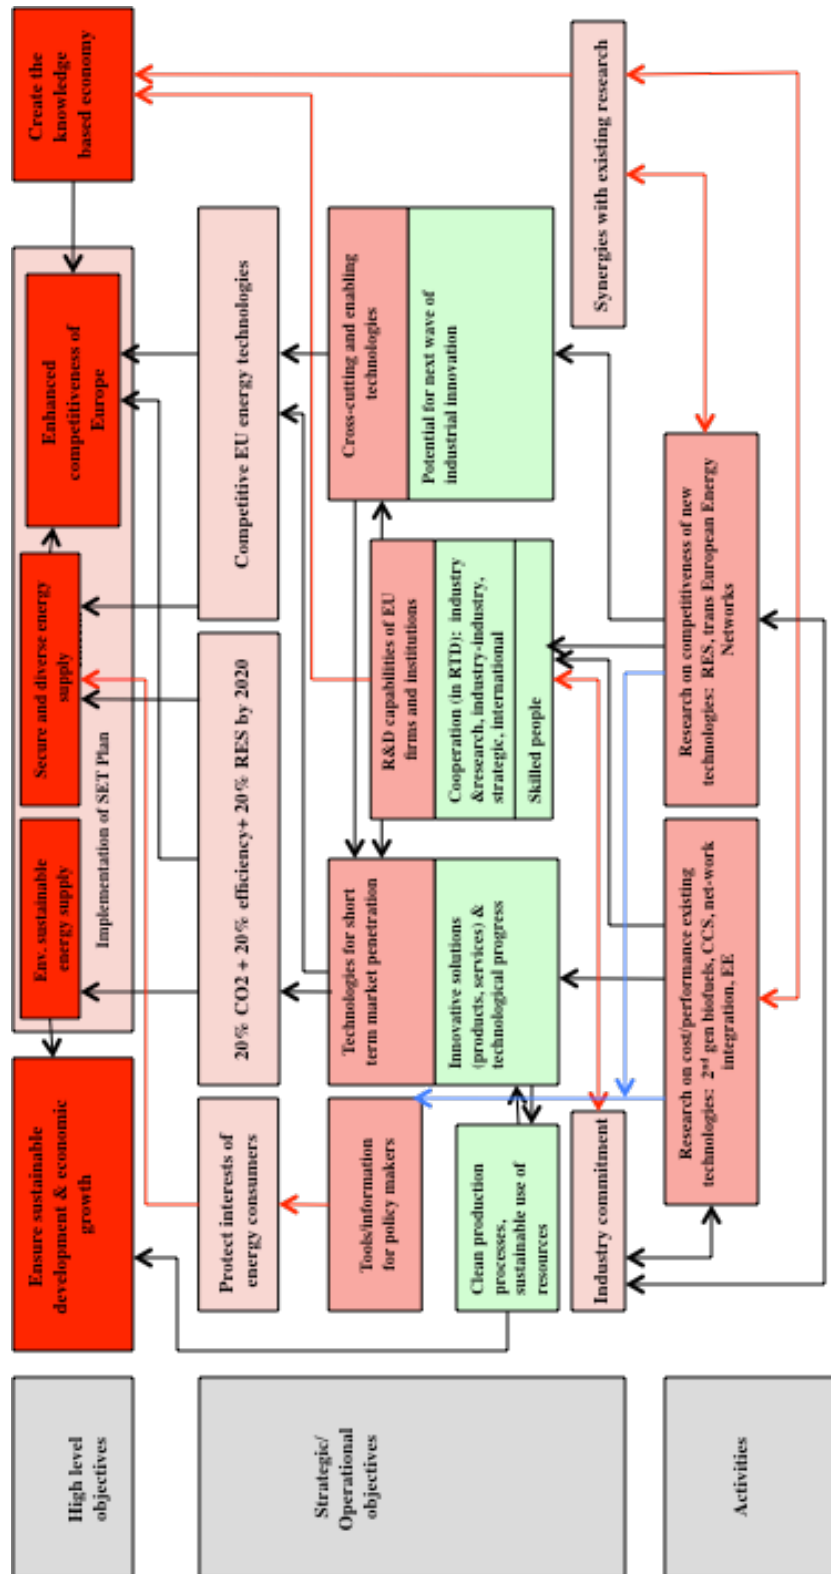 High level
objectives
Ensure sustainable
development & economic
growth
Env. sustainable
energy supply
Secure and diverse energy
supply
Implementation of SET Plan
Enhanced
competitiveness of
Europe
Create the
knowledge
based economy
Strategic/
Operational
objectives
Protect interests of
energy consumers
20% CO2 + 20% efficiency+ 20% RES by 2020
Competitive EU energy technologies
Tools/information
for policy makers
Technologies for short
term market penetration
Innovative solutions
(products, services) &
technological progress
R&D capabilities of EU
firms and institutions
Cooperation (in RTD): industry
&research, industry-industry,
strategic, international
Skilled people
Cross-cutting and enabling
technologies
Potential for next wave of
industrial innovation
Clean production
processes,
sustainable use of
resources
Industry commitment
Synergies with existing research
Activities
Research on cost/performance existing
technologies: 2nd gen biofuels, CCS, net-work
integration, EE
Research on competitiveness of new
technologies: RES, trans European Energy
Networks